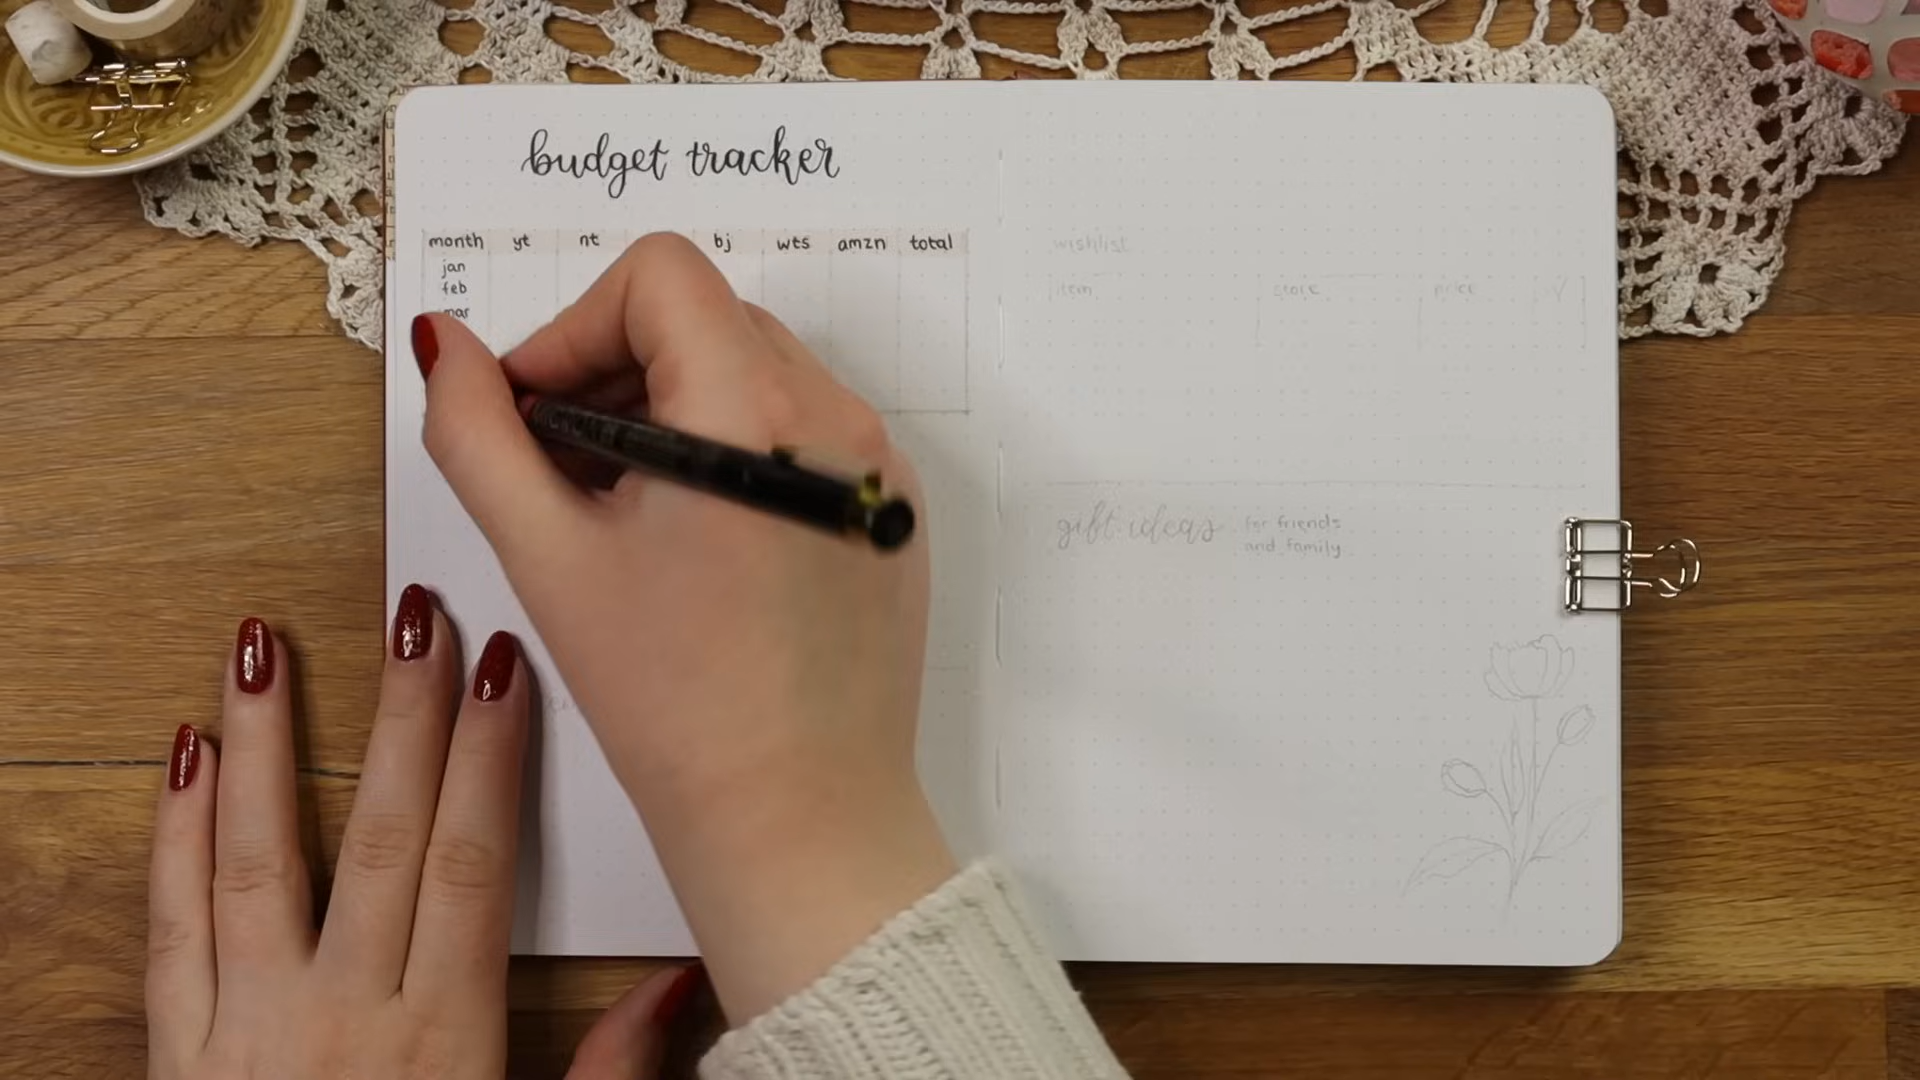 budget tracker
month yt nt bj wts amzn total
jan
feb
mar
wishlist
item store price √
gift ideas for friends
and family